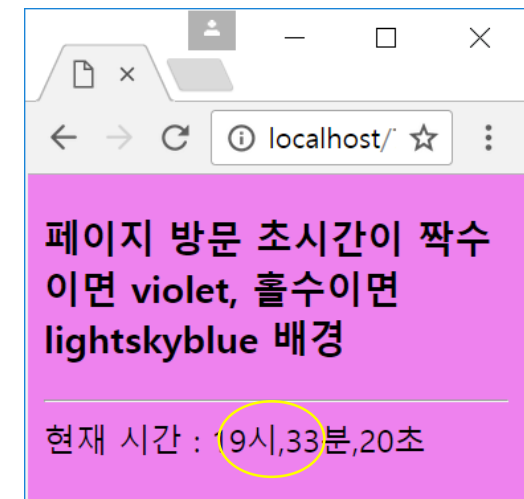 localhost/
페이지 방문 초시간이 짝수
이면 violet, 홀수이면
lightskyblue 배경
현재 시간 : 19시,33분,20초